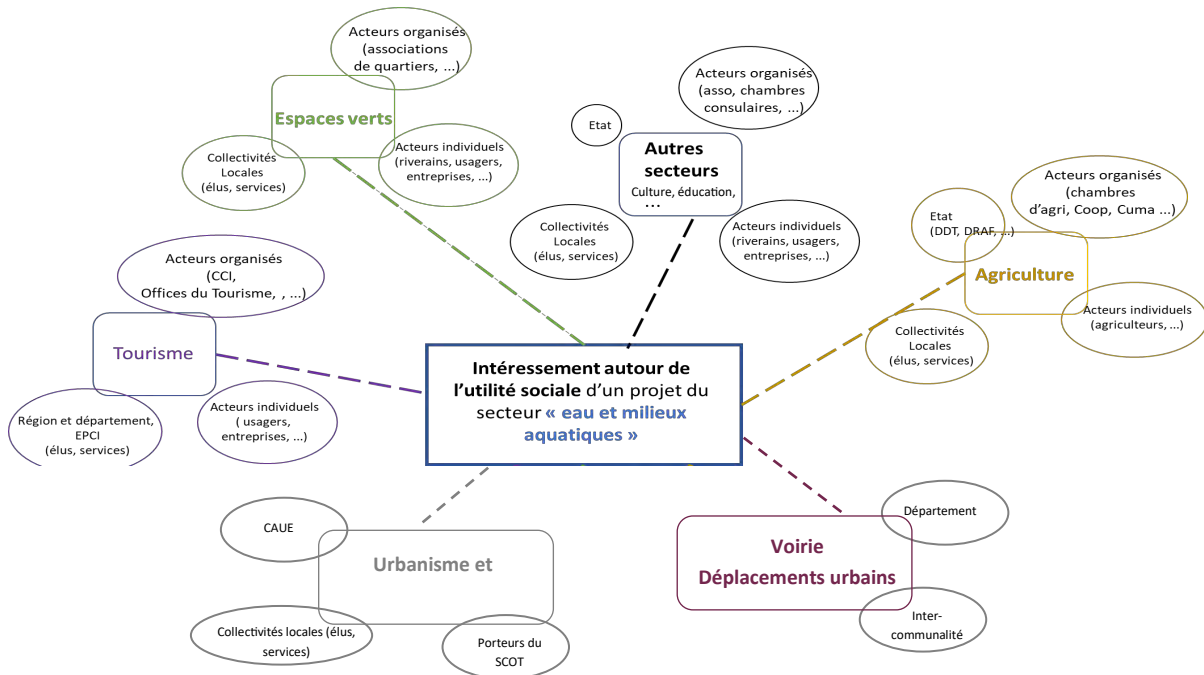 Acteurs organisés
(associations
de quartiers, ...)
Espaces verts
Collectivités
Locales
(élus, services)
Acteurs individuels
(riverains, usagers,
entreprises, ...)
Acteurs organisés
(asso, chambres
consulaires, ...)
Etat
Autres
secteurs
Culture, éducation,
...
Collectivités
Locales
(élus, services)
Acteurs individuels
(riverains, usagers,
entreprises, ...)
Acteurs organisés
(chambres
d'agri, Coop, Cuma ...)
Etat
(DDT, DRAF, ...)
Agriculture
Acteurs individuels
(agriculteurs, ...)
Collectivités
Locales
(élus, services)
Acteurs organisés
(CCI,
Offices du Tourisme, , ...)
Tourisme
Région et département,
EPCI
(élus, services)
Acteurs individuels
( usagers,
entreprises, ...)
Intéressement autour de
l'utilité sociale d'un projet du
secteur « eau et milieux
aquatiques »
CAUE
Urbanisme et
Collectivités locales (élus,
services)
Porteurs du
SCOT
Département
Voirie
Déplacements urbains
Inter-
communalité